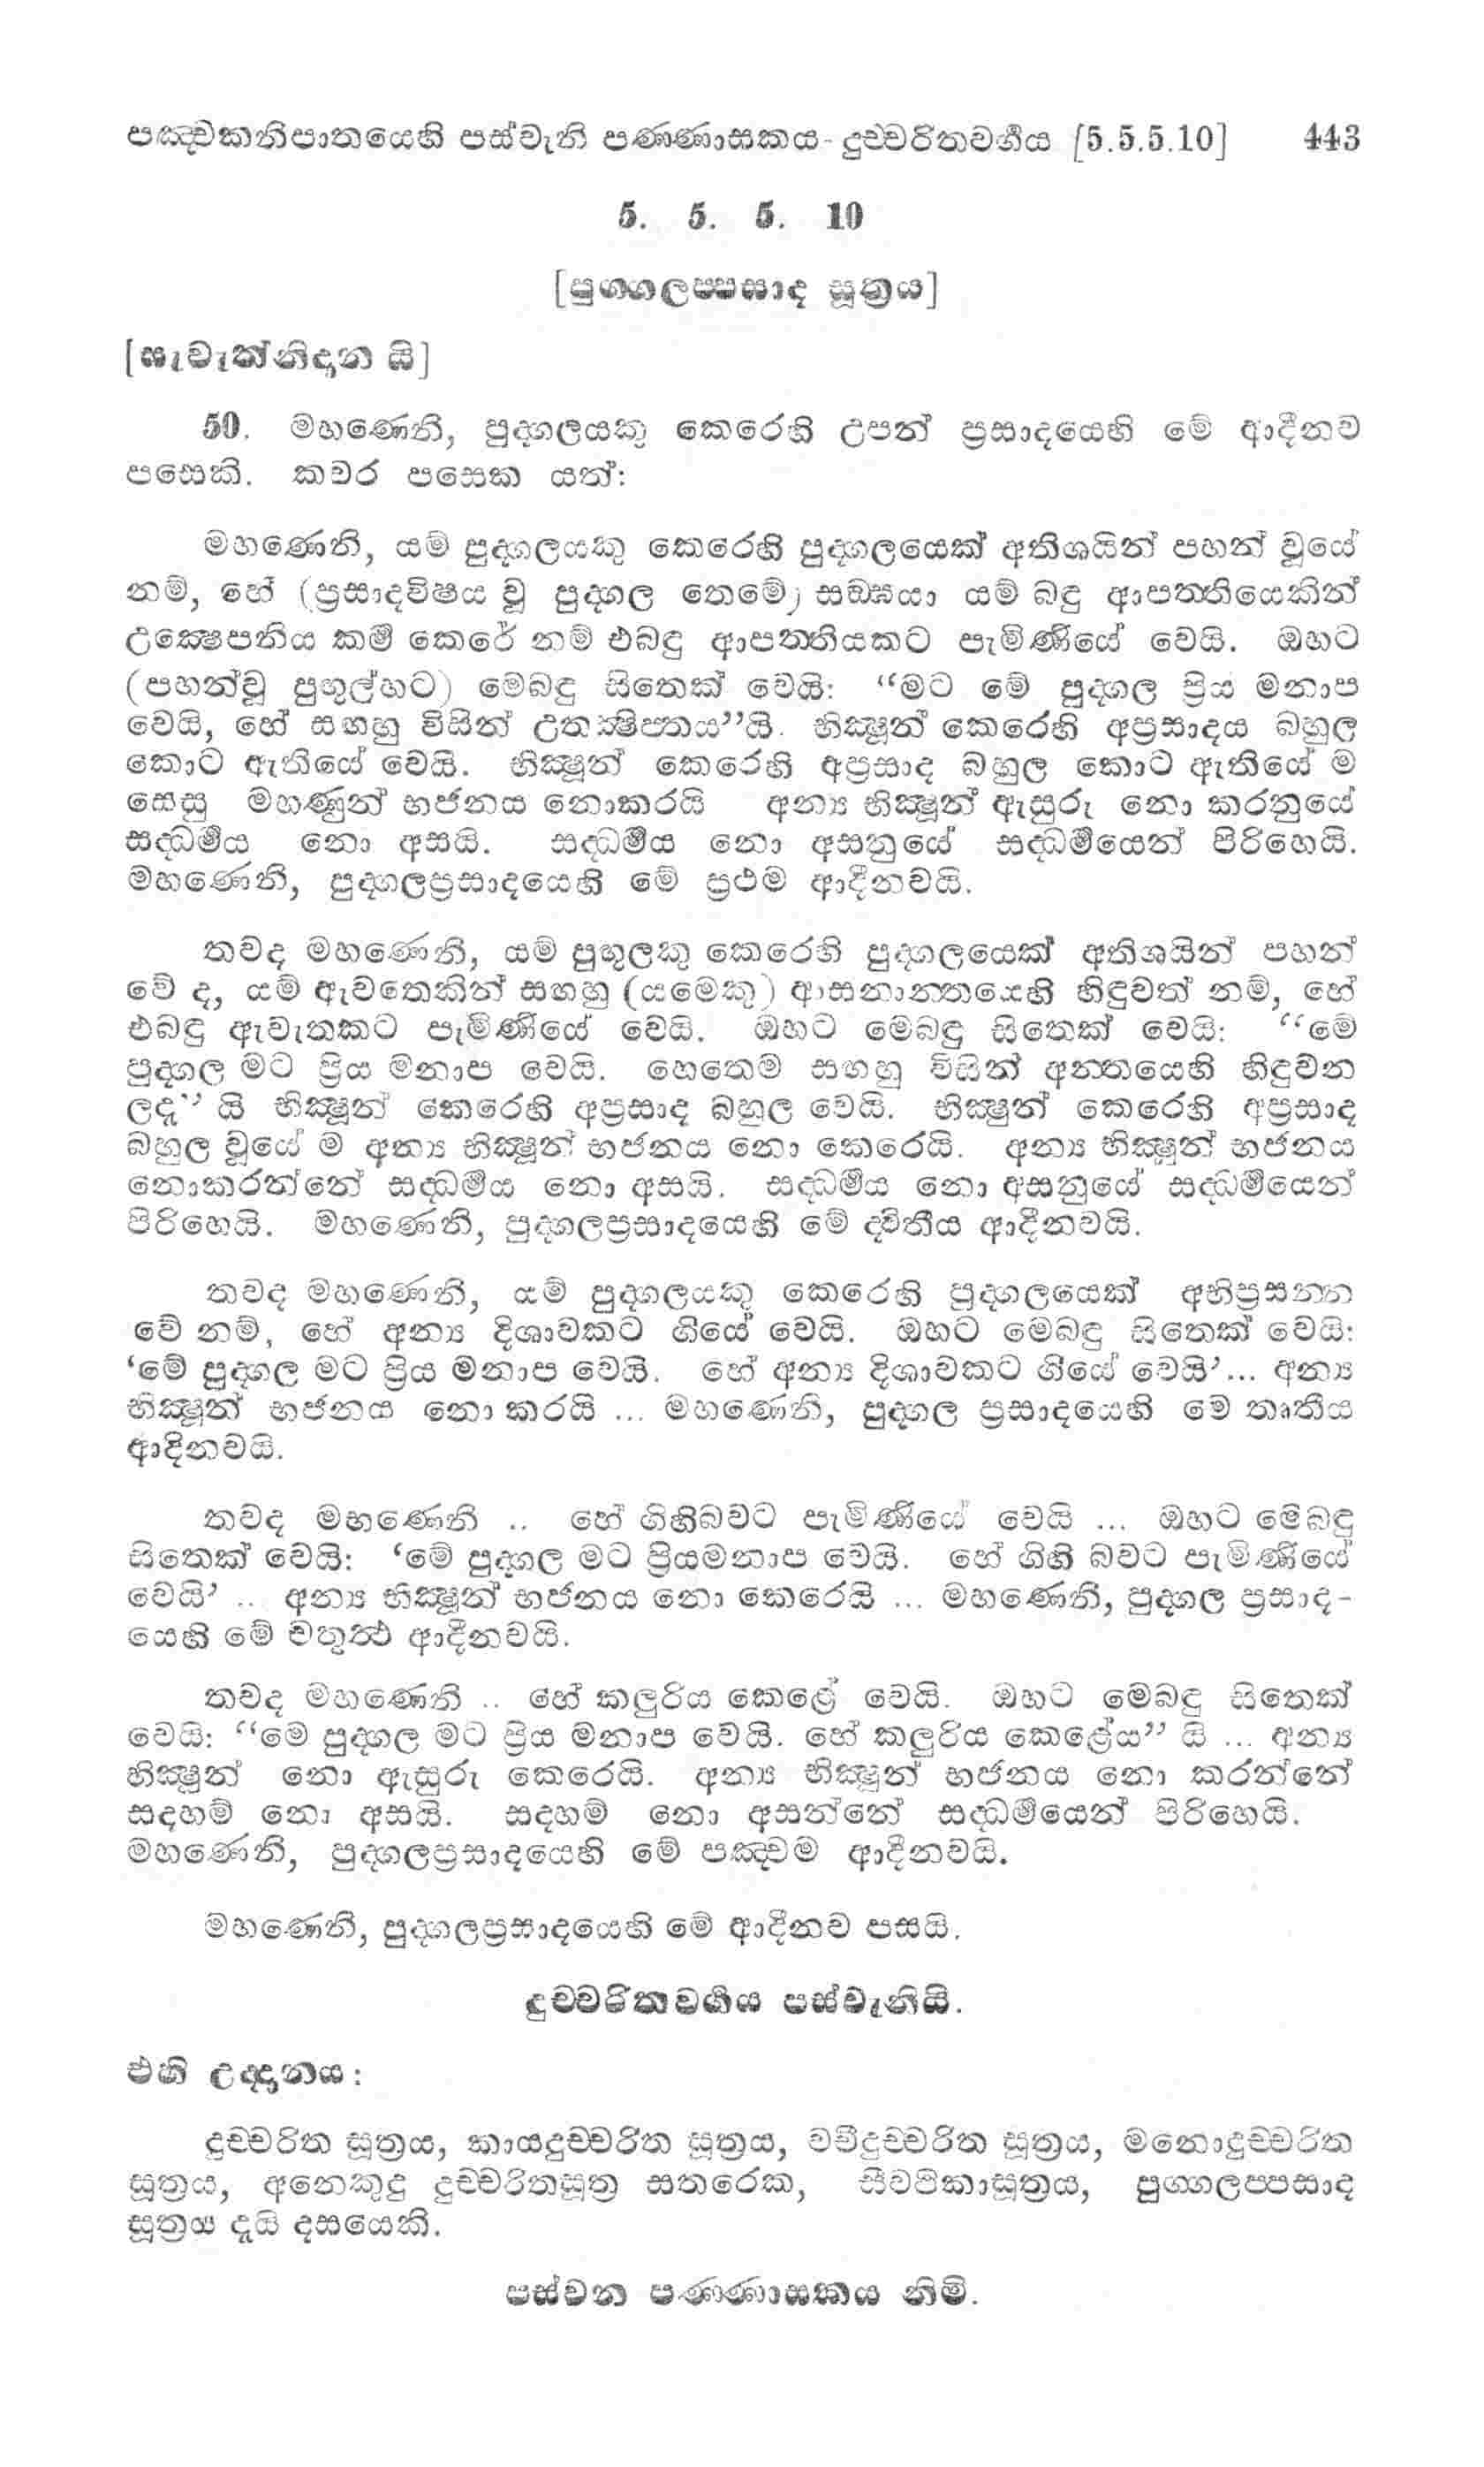 පඤ්චකනිපාතයෙහි පස්වැනි පණ්ණාසකය - දුච්චරිතවර්‍ගය [5.5.5.10] 443
5. 5. 5. 10
[පුග්ගලප්පසාද සූත්‍රය]
[සැවැත්නිදාන යි]
50. මහණෙනි, පුද්ගලයකු කෙරෙහි උපන් ප්‍රසාදයෙහි මේ ආදීනව
පසෙකි. කවර පසෙක යත්:
මහණෙනි, යම් පුද්ගලයකු කෙරෙහි පුද්ගලයෙක් අතිශයින් පහන් වූයේ
නම්, හේ (ප්‍රසාදවිෂය වූ පුද්ගල තෙමේ) සඞ්ඝයා යම් බඳු ආපත්තියෙකින්
උක්ෂෙපනිය කර්‍ම කෙරේ නම් එබඳු ආපත්තියකට පැමිණියේ වෙයි. ඔහට
(පහන්වූ පුඟුල්හට) මෙබඳු සිතෙක් වෙයි: “මට මේ පුද්ගල ප්‍රිය මනාප
වෙයි, හේ සඟහු විසින් උත්ක්ෂිප්තය”යි. භික්ෂූන් කෙරෙහි අප්‍රසාදය බහුල
කොට ඇතියේ වෙයි. භික්ෂූන් කෙරෙහි අප්‍රසාද බහුල කොට ඇතියේ ම
සෙසු මහණුන් භජනය නොකරයි අන්‍ය භික්ෂූන් ඇසුරු නො කරනුයේ
සද්ධර්‍මය නො අසයි. සද්ධර්‍මය නො අසනුයේ සද්ධර්‍මයෙන් පිරිහෙයි.
මහණෙනි, පුද්ගලප්‍රසාදයෙහි මේ ප්‍රථම ආදීනවයි.
තවද මහණෙනි, යම් පුඟුලකු කෙරෙහි පුද්ගලයෙක් අතිශයින් පහන්
වේ ද, යම් ඇවතෙකින් සඟහු (යමෙකු) ආසනාන්තයෙහි හිඳුවත් නම්, හේ
එබඳු ඇවැතකට පැමිණියේ වෙයි. ඔහට මෙබඳු සිතෙක් වෙයි: “මේ
පුද්ගල මට ප්‍රිය මනාප වෙයි. හෙතෙම සඟහු විසින් අන්තයෙහි හිඳුවන
ලදැ” යි භික්ෂූන් කෙරෙහි අප්‍රසාද බහුල වෙයි. භික්ෂූන් කෙරෙහි අප්‍රසාද
බහුල වූයේ ම අන්‍ය භික්ෂූන් භජනය නො කෙරෙයි. අන්‍ය භික්ෂූන් භජනය
නොකරන්නේ සද්ධර්‍මය නො අසයි. සද්ධර්‍මය නො අසනුයේ සද්ධර්‍මයෙන්
පිරිහෙයි. මහණෙනි, පුද්ගලප්‍රසාදයෙහි මේ ද්විතීය ආදීනවයි.
තවද මහණෙනි, යම් පුද්ගලයකු කෙරෙහි පුද්ගලයෙක් අභිප්‍රසන්න
වේ නම්, හේ අන්‍ය දිශාවකට ගියේ වෙයි. ඔහට මෙබඳු සිතෙක් වෙයි:
‘මේ පුද්ගල මට ප්‍රිය මනාප වෙයි. හේ අන්‍ය දිශාවකට ගියේ වෙයි’... අන්‍ය
භික්ෂූන් භජනය නො කරයි ... මහණෙනි, පුද්ගල ප්‍රසාදයෙහි මේ තෘතීය
ආදිනවයි.
තවද මහණෙනි .. හේ ගිහිබවට පැමිණියේ වෙයි ... ඔහට මේබඳු
සිතෙක් වෙයි: ‘මේ පුද්ගල මට ප්‍රියමනාප වෙයි. හේ ගිහි බවට පැමිණියේ
වෙයි’ .. අන්‍ය භික්ෂූන් භජනය නො කෙරෙයි ... මහණෙනි, පුද්ගල ප්‍රසාද-
යෙහි මේ චතුර්‍ථ ආදීනවයි.
තවද මහණෙනි .. හේ කලුරිය කෙළේ වෙයි. ඔහට මෙබඳු සිතෙක්
වෙයි: “මේ පුද්ගල මට ප්‍රිය මනාප වෙයි. හේ කලුරිය කෙළේය” යි ... අන්‍ය
භික්ෂූන් නො ඇසුරු කෙරෙයි. අන්‍ය භික්ෂූන් භජනය නො කරන්නේ
සදහම් නො අසයි. සදහම් නො අසන්නේ සද්ධර්‍මයෙන් පිරිහෙයි.
මහණෙනි, පුද්ගලප්‍රසාදයෙහි මේ පඤ්චම ආදීනවයි.
මහණෙනි, පුද්ගලප්‍රසාදයෙහි මේ ආදීනව පසයි.
දුච්චරිතවර්‍ගය පස්වැනියි.
එහි උද්දානය:
දුච්චරිත සූත්‍රය, කායදුච්චරිත සූත්‍රය, වචීදුච්චරිත සූත්‍රය, මනොදුච්චරිත
සූත්‍රය, අනෙකුදු දුච්චරිතසූත්‍ර සතරෙක, සීවථිකාසූත්‍රය, පුග්ගලප්පසාද
සූත්‍රය දැයි දසයෙකි.
පස්වන පණ්ණාසකය නිමි.